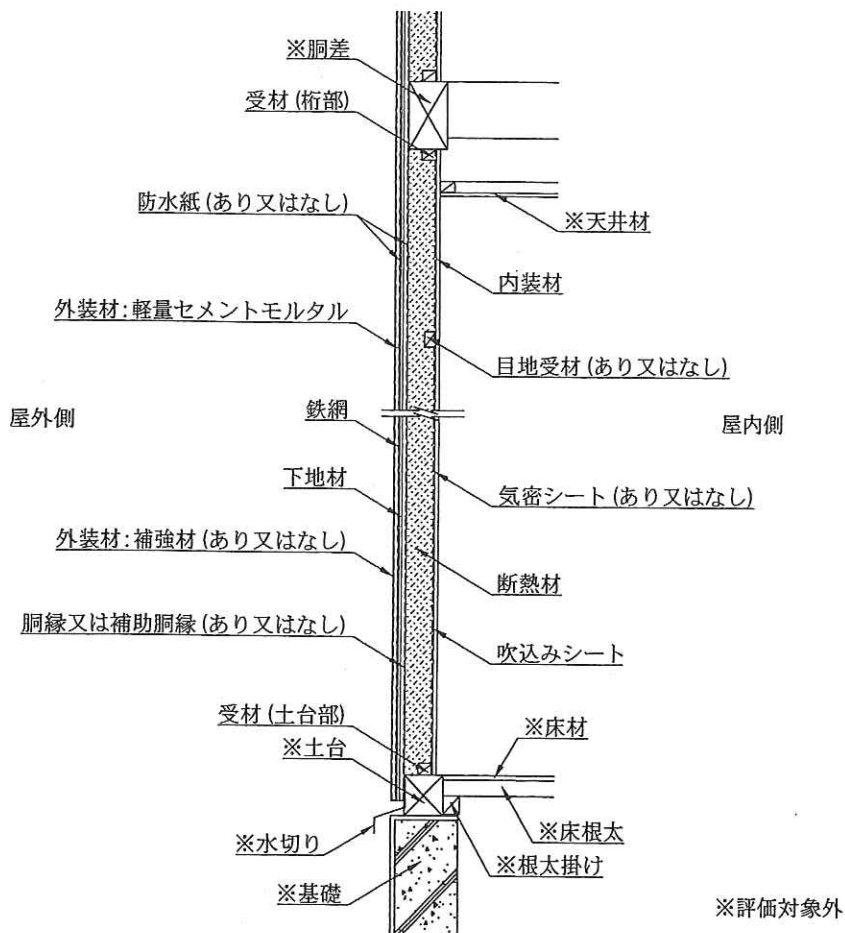 ※胴差
受材 (桁部)
防水紙 (あり又はなし)
※天井材
内装材
外装材:軽量セメントモルタル
目地受材 (あり又はなし)
屋外側
鉄網
屋内側
下地材
気密シート (あり又はなし)
外装材:補強材 (あり又はなし)
断熱材
胴縁又は補助胴縁 (あり又はなし)
吹込みシート
受材 (土台部)
※床材
※土台
※床根太
※水切り
※根太掛け
※基礎
※評価対象外